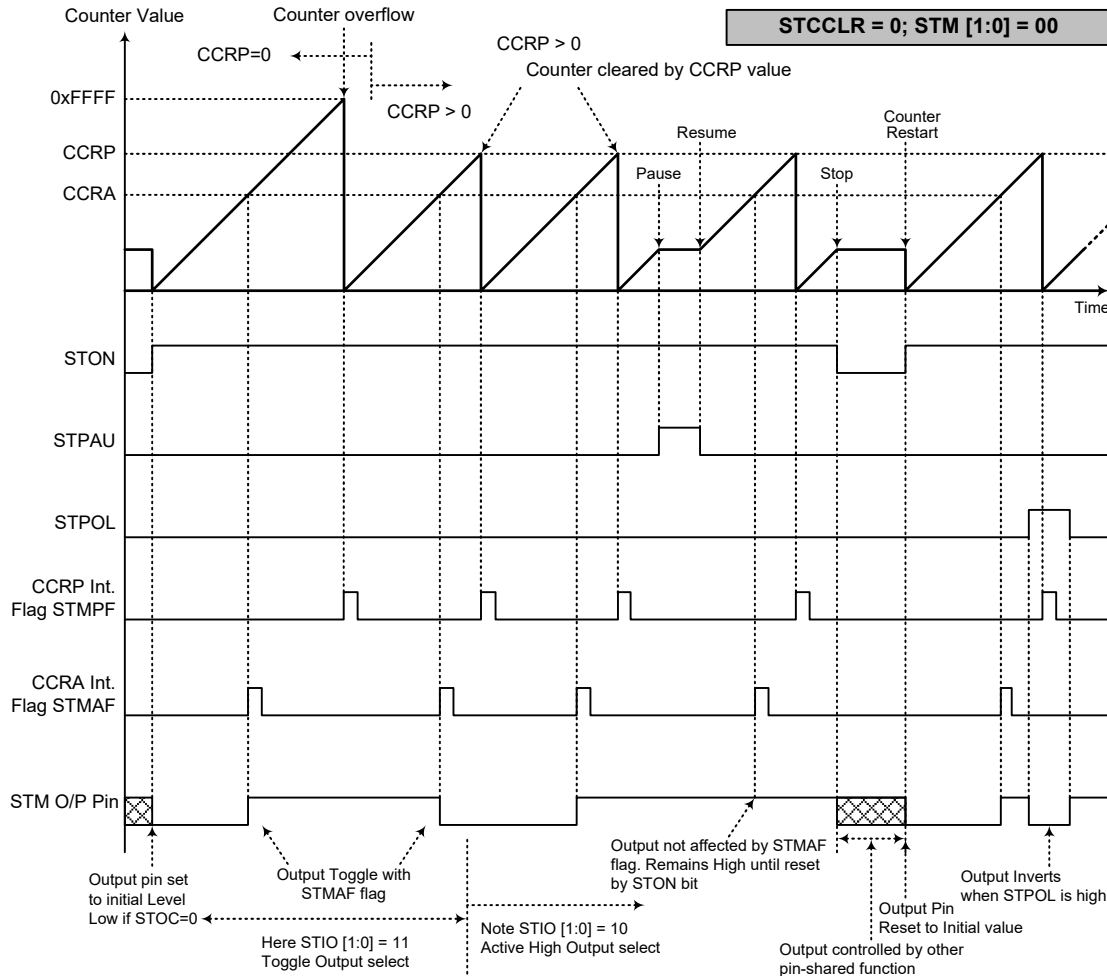 Counter Value
Counter overflow
STCCLR = 0; STM [1:0] = 00
CCRP=0
CCRP > 0
CCRP > 0
Counter cleared by CCRP value
0xFFFF
CCRP
CCRA
Pause
Resume
Stop
Counter
Restart
Time
STON
STPAU
STPOL
CCRP Int.
Flag STMPF
CCRA Int.
Flag STMAF
STM O/P Pin
Output pin set
to initial Level
Low if STOC=0
Output Toggle with
STMAF flag
Here STIO [1:0] = 11
Toggle Output select
Note STIO [1:0] = 10
Active High Output select
Output not affected by STMAF
flag. Remains High until reset
by STON bit
Output controlled by other
pin-shared function
Output Pin
Reset to Initial value
Output Inverts
when STPOL is high